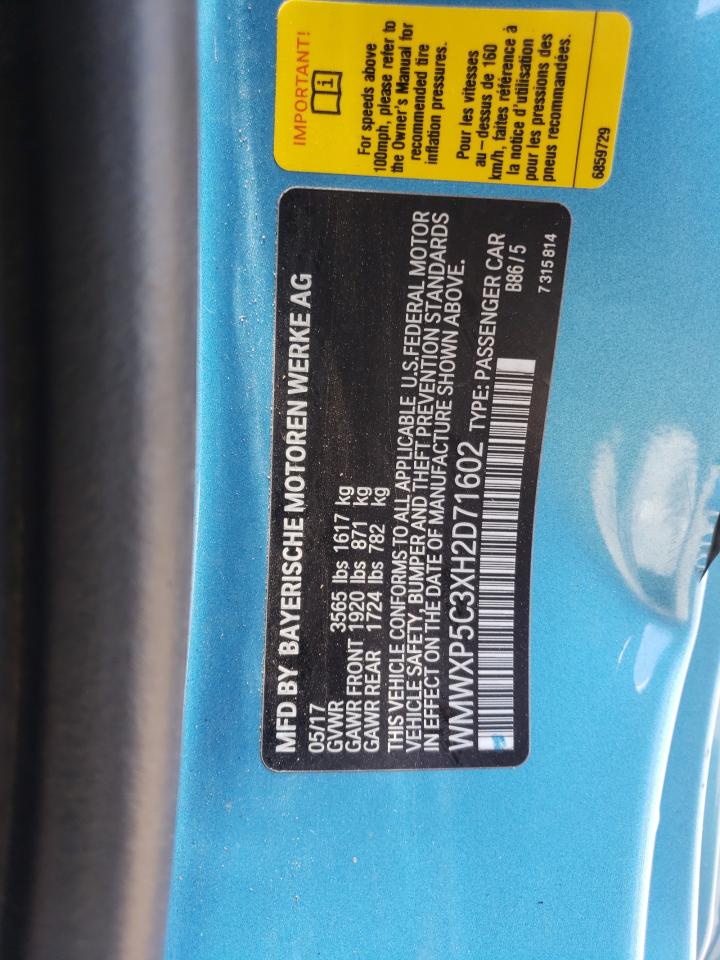 IMPORTANT!
For speeds above
100mph, please refer to
the Owner's Manual for
recommended tire
inflation pressures.
Pour les vitesses
au-dessus de 160
km/h, faites référence à
la notice d'utilisation
pour les pressions des
pneus recommandées.
6859729
MFD BY BAYERISCHE MOTOREN WERKE AG
05/17
GVWR 3565 lbs 1617 kg
GAWR FRONT 1920 lbs 871 kg
GAWR REAR 1724 lbs 782 kg
THIS VEHICLE CONFORMS TO ALL APPLICABLE U.S.FEDERAL MOTOR
VEHICLE SAFETY, BUMPER AND THEFT PREVENTION STANDARDS
IN EFFECT ON THE DATE OF MANUFACTURE SHOWN ABOVE.
WMWXP5C3XH2D71602 TYPE: PASSENGER CAR
B86/5
7 315 814